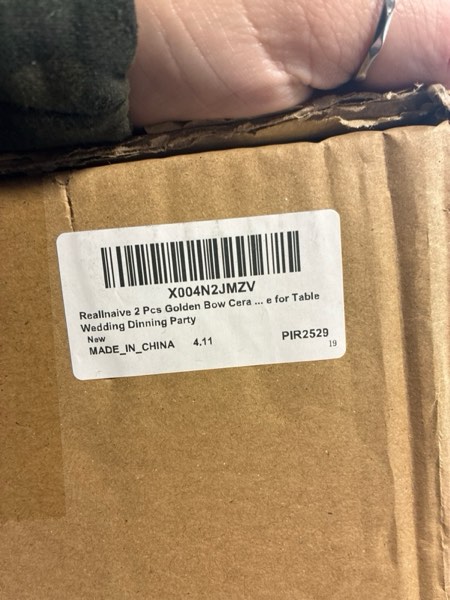 X004N2JMZV
Reallnaive 2 Pcs Golden Bow Cera ... e for Table
Wedding Dinning Party
New
MADE_IN_CHINA 4.11 PIR2529
19